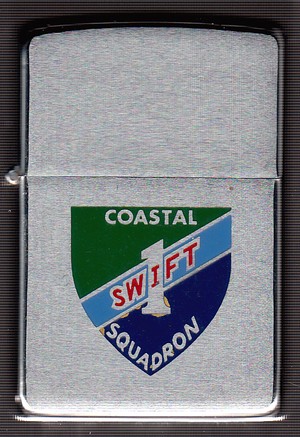 COASTAL
1
SWIFT
SQUADRON